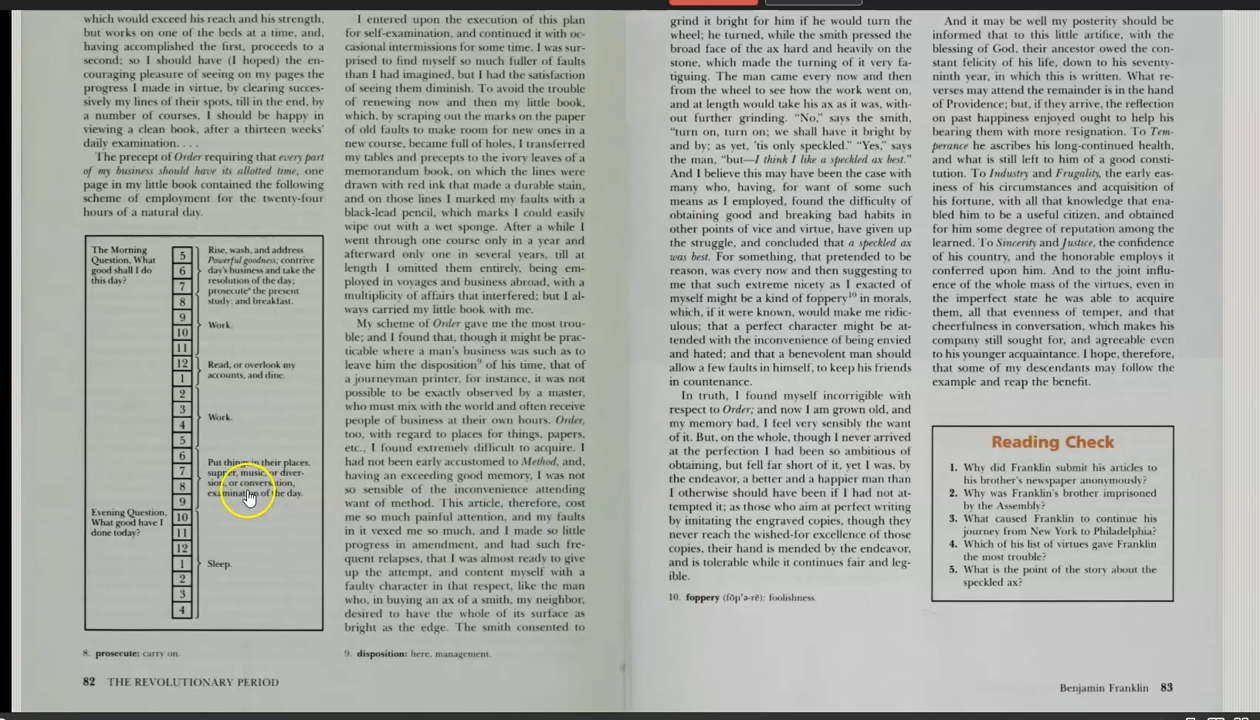 which would exceed his reach and his strength,
but works on one of the beds at a time, and,
having accomplished the first, proceeds to a
second; so I should have (I hoped) the en-
couraging pleasure of seeing on my pages the
progress I made in virtue, by clearing succes-
sively my lines of their spots, till in the end, by
a number of courses, I should be happy in
viewing a clean book, after a thirteen weeks'
daily examination. . . .
The precept of Order requiring that every part
of my business should have its allotted time, one
page in my little book contained the following
scheme of employment for the twenty-four
hours of a natural day.
The Morning
Question, What
good shall I do
this day?
5
6
7
8
Rise, wash, and address
Powerful goodness; contrive
day's business and take the
resolution of the day;
prosecute8 the present
study; and breakfast.
9
10
11
Work.
12
1
Read, or overlook my
accounts, and dine.
2
3
4
5
Work.
6
7
8
9
Put things in their places,
supper, music, or diver-
sion, or conversation,
examination of the day.
Evening Question,
What good have I
done today?
10
11
12
1
2
3
4
Sleep.
8. prosecute: carry on.
82 THE REVOLUTIONARY PERIOD
I entered upon the execution of this plan
for self-examination, and continued it with oc-
casional intermissions for some time. I was sur-
prised to find myself so much fuller of faults
than I had imagined, but I had the satisfaction
of seeing them diminish. To avoid the trouble
of renewing now and then my little book,
which, by scraping out the marks on the paper
of old faults to make room for new ones in a
new course, became full of holes, I transferred
my tables and precepts to the ivory leaves of a
memorandum book, on which the lines were
drawn with red ink that made a durable stain,
and on those lines I marked my faults with a
black-lead pencil, which marks I could easily
wipe out with a wet sponge. After a while I
went through one course only in a year and
afterward only one in several years, till at
length I omitted them entirely, being em-
ployed in voyages and business abroad, with a
multiplicity of affairs that interfered; but I al-
ways carried my little book with me.
My scheme of Order gave me the most trou-
ble; and I found that, though it might be prac-
ticable where a man's business was such as to
leave him the disposition9 of his time, that of
a journeyman printer, for instance, it was not
possible to be exactly observed by a master,
who must mix with the world and often receive
people of business at their own hours. Order,
too, with regard to places for things, papers,
etc., I found extremely difficult to acquire. I
had not been early accustomed to Method, and,
having an exceeding good memory, I was not
so sensible of the inconvenience attending
want of method. This article, therefore, cost
me so much painful attention, and my faults
in it vexed me so much, and I made so little
progress in amendment, and had such fre-
quent relapses, that I was almost ready to give
up the attempt, and content myself with a
faulty character in that respect, like the man
who, in buying an ax of a smith, my neighbor,
desired to have the whole of its surface as
bright as the edge. The smith consented to
9. disposition: here, management.
grind it bright for him if he would turn the
wheel; he turned, while the smith pressed the
broad face of the ax hard and heavily on the
stone, which made the turning of it very fa-
tiguing. The man came every now and then
from the wheel to see how the work went on,
and at length would take his ax as it was, with-
out further grinding. "No," says the smith,
"turn on, turn on; we shall have it bright by
and by; as yet, 'tis only speckled." "Yes," says
the man, "but—I think I like a speckled ax best."
And I believe this may have been the case with
many who, having, for want of some such
means as I employed, found the difficulty of
obtaining good and breaking bad habits in
other points of vice and virtue, have given up
the struggle, and concluded that a speckled ax
was best. For something, that pretended to be
reason, was every now and then suggesting to
me that such extreme nicety as I exacted of
myself might be a kind of foppery10 in morals,
which, if it were known, would make me ridic-
ulous; that a perfect character might be at-
tended with the inconvenience of being envied
and hated; and that a benevolent man should
allow a few faults in himself, to keep his friends
in countenance.
In truth, I found myself incorrigible with
respect to Order; and now I am grown old, and
my memory bad, I feel very sensibly the want
of it. But, on the whole, though I never arrived
at the perfection I had been so ambitious of
obtaining, but fell far short of it, yet I was, by
the endeavor, a better and a happier man than
I otherwise should have been if I had not at-
tempted it; as those who aim at perfect writing
by imitating the engraved copies, though they
never reach the wished-for excellence of those
copies, their hand is mended by the endeavor,
and is tolerable while it continues fair and leg-
ible.
10. foppery (fŏp'ə-rē): foolishness.
And it may be well my posterity should be
informed that to this little artifice, with the
blessing of God, their ancestor owed the con-
stant felicity of his life, down to his seventy-
ninth year, in which this is written. What re-
verses may attend the remainder is in the hand
of Providence; but, if they arrive, the reflection
on past happiness enjoyed ought to help his
bearing them with more resignation. To Tem-
perance he ascribes his long-continued health,
and what is still left to him of a good consti-
tution. To Industry and Frugality, the early eas-
iness of his circumstances and acquisition of
his fortune, with all that knowledge that ena-
bled him to be a useful citizen, and obtained
for him some degree of reputation among the
learned. To Sincerity and Justice, the confidence
of his country, and the honorable employs it
conferred upon him. And to the joint influ-
ence of the whole mass of the virtues, even in
the imperfect state he was able to acquire
them, all that evenness of temper, and that
cheerfulness in conversation, which makes his
company still sought for, and agreeable even
to his younger acquaintance. I hope, therefore,
that some of my descendants may follow the
example and reap the benefit.
Reading Check
1. Why did Franklin submit his articles to
his brother's newspaper anonymously?
2. Why was Franklin's brother imprisoned
by the Assembly?
3. What caused Franklin to continue his
journey from New York to Philadelphia?
4. Which of his list of virtues gave Franklin
the most trouble?
5. What is the point of the story about the
speckled ax?
Benjamin Franklin 83